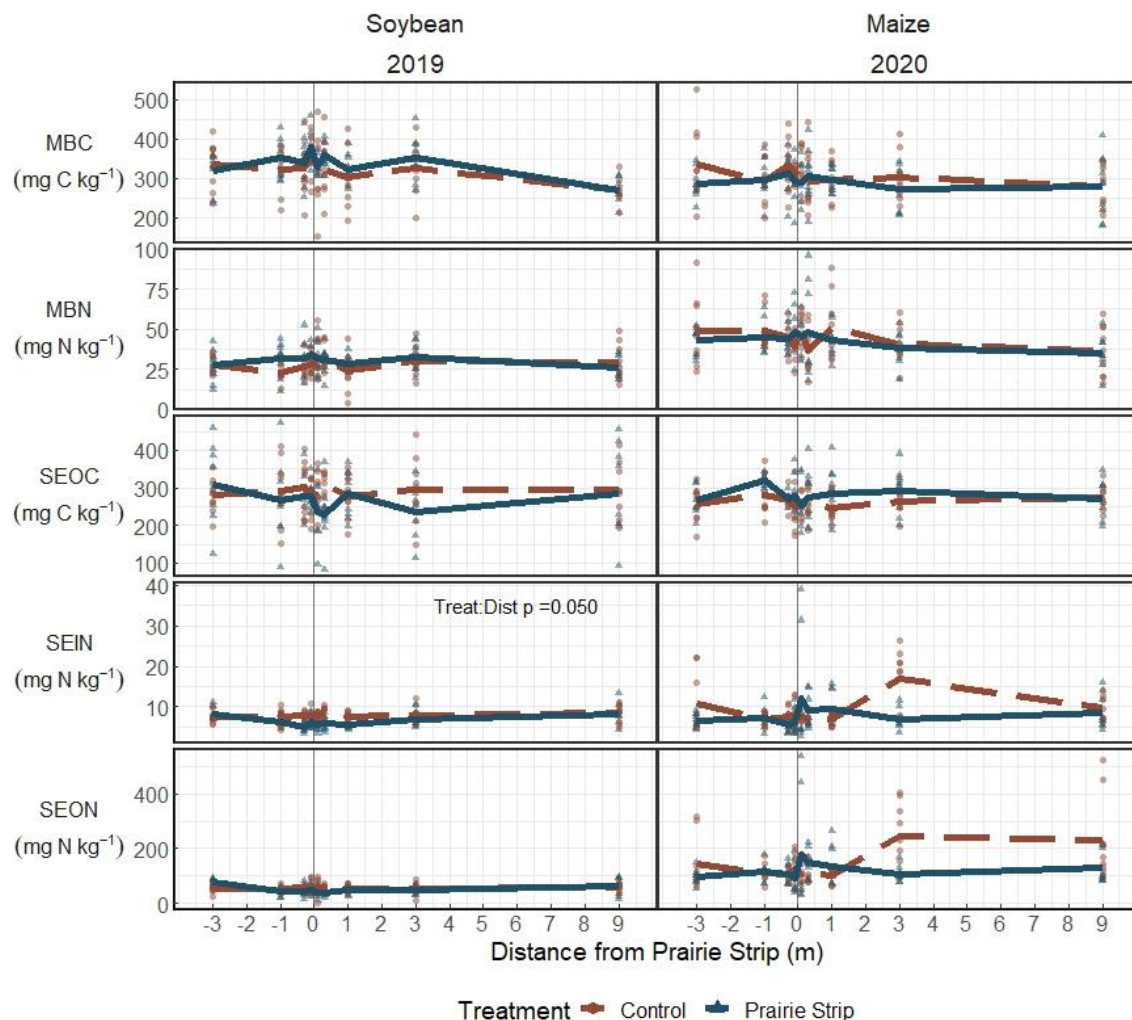 Soybean
Maize
2019
2020
MBC
(mg C kg⁻¹)
500
400
300
200
MBN
(mg N kg⁻¹)
100
75
50
25
0
SEOC
(mg C kg⁻¹)
400
300
200
100
SEIN
(mg N kg⁻¹)
40
30
20
10
Treat:Dist p =0.050
SEON
(mg N kg⁻¹)
400
200
0
-3 -2 -1 0 1 2 3 4 5 6 7 8 9
-3 -2 -1 0 1 2 3 4 5 6 7 8 9
Distance from Prairie Strip (m)
Treatment Control Prairie Strip